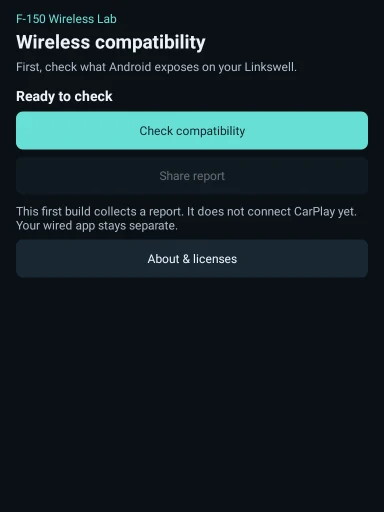 F-150 Wireless Lab
Wireless compatibility
First, check what Android exposes on your Linkswell.
Ready to check
Check compatibility
Share report
This first build collects a report. It does not connect CarPlay yet.
Your wired app stays separate.
About & licenses